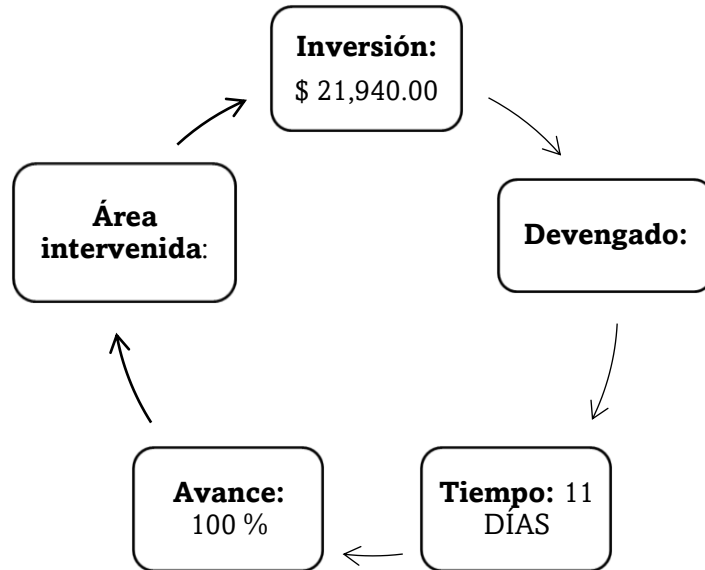 Inversión:
$ 21,940.00
Devengado:
Tiempo: 11
DÍAS
Avance:
100 %
Área
intervenida: